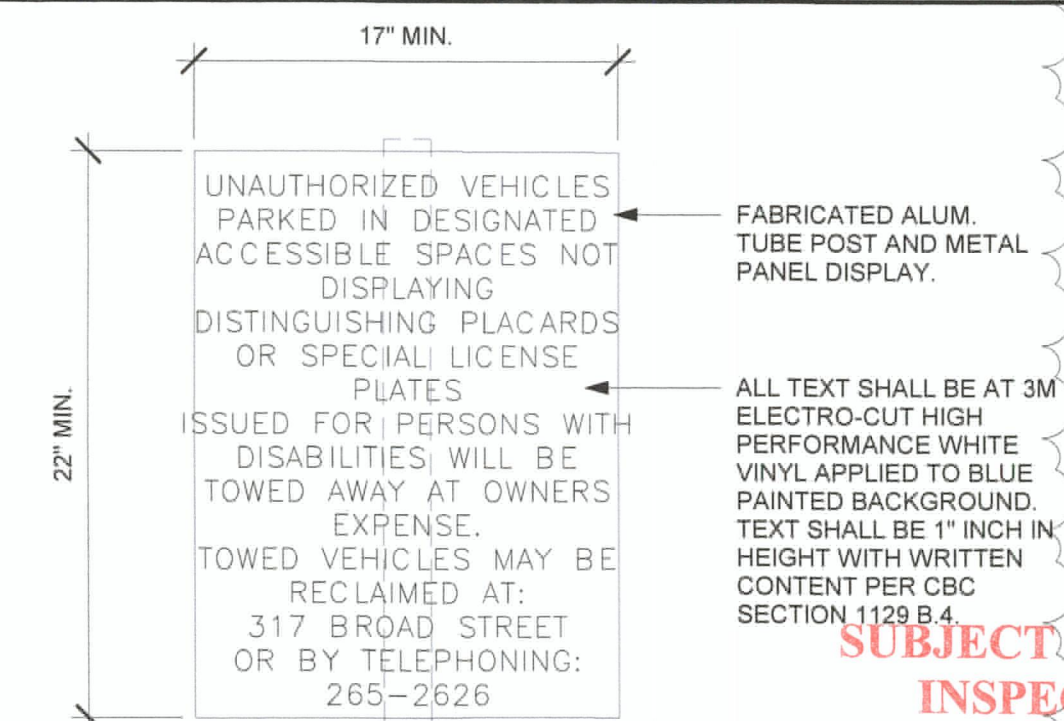 17" MIN.
22" MIN.
UNAUTHORIZED VEHICLES
PARKED IN DESIGNATED
ACCESSIBLE SPACES NOT
DISPLAYING
DISTINGUISHING PLACARDS
OR SPECIAL LICENSE
PLATES
ISSUED FOR PERSONS WITH
DISABILITIES WILL BE
TOWED AWAY AT OWNERS
EXPENSE.
TOWED VEHICLES MAY BE
RECLAIMED AT:
317 BROAD STREET
OR BY TELEPHONING:
265-2626
FABRICATED ALUM.
TUBE POST AND METAL
PANEL DISPLAY.
ALL TEXT SHALL BE AT 3M
ELECTRO-CUT HIGH
PERFORMANCE WHITE
VINYL APPLIED TO BLUE
PAINTED BACKGROUND.
TEXT SHALL BE 1" INCH IN
HEIGHT WITH WRITTEN
CONTENT PER CBC
SECTION 1129 B.4.
SUBJECT